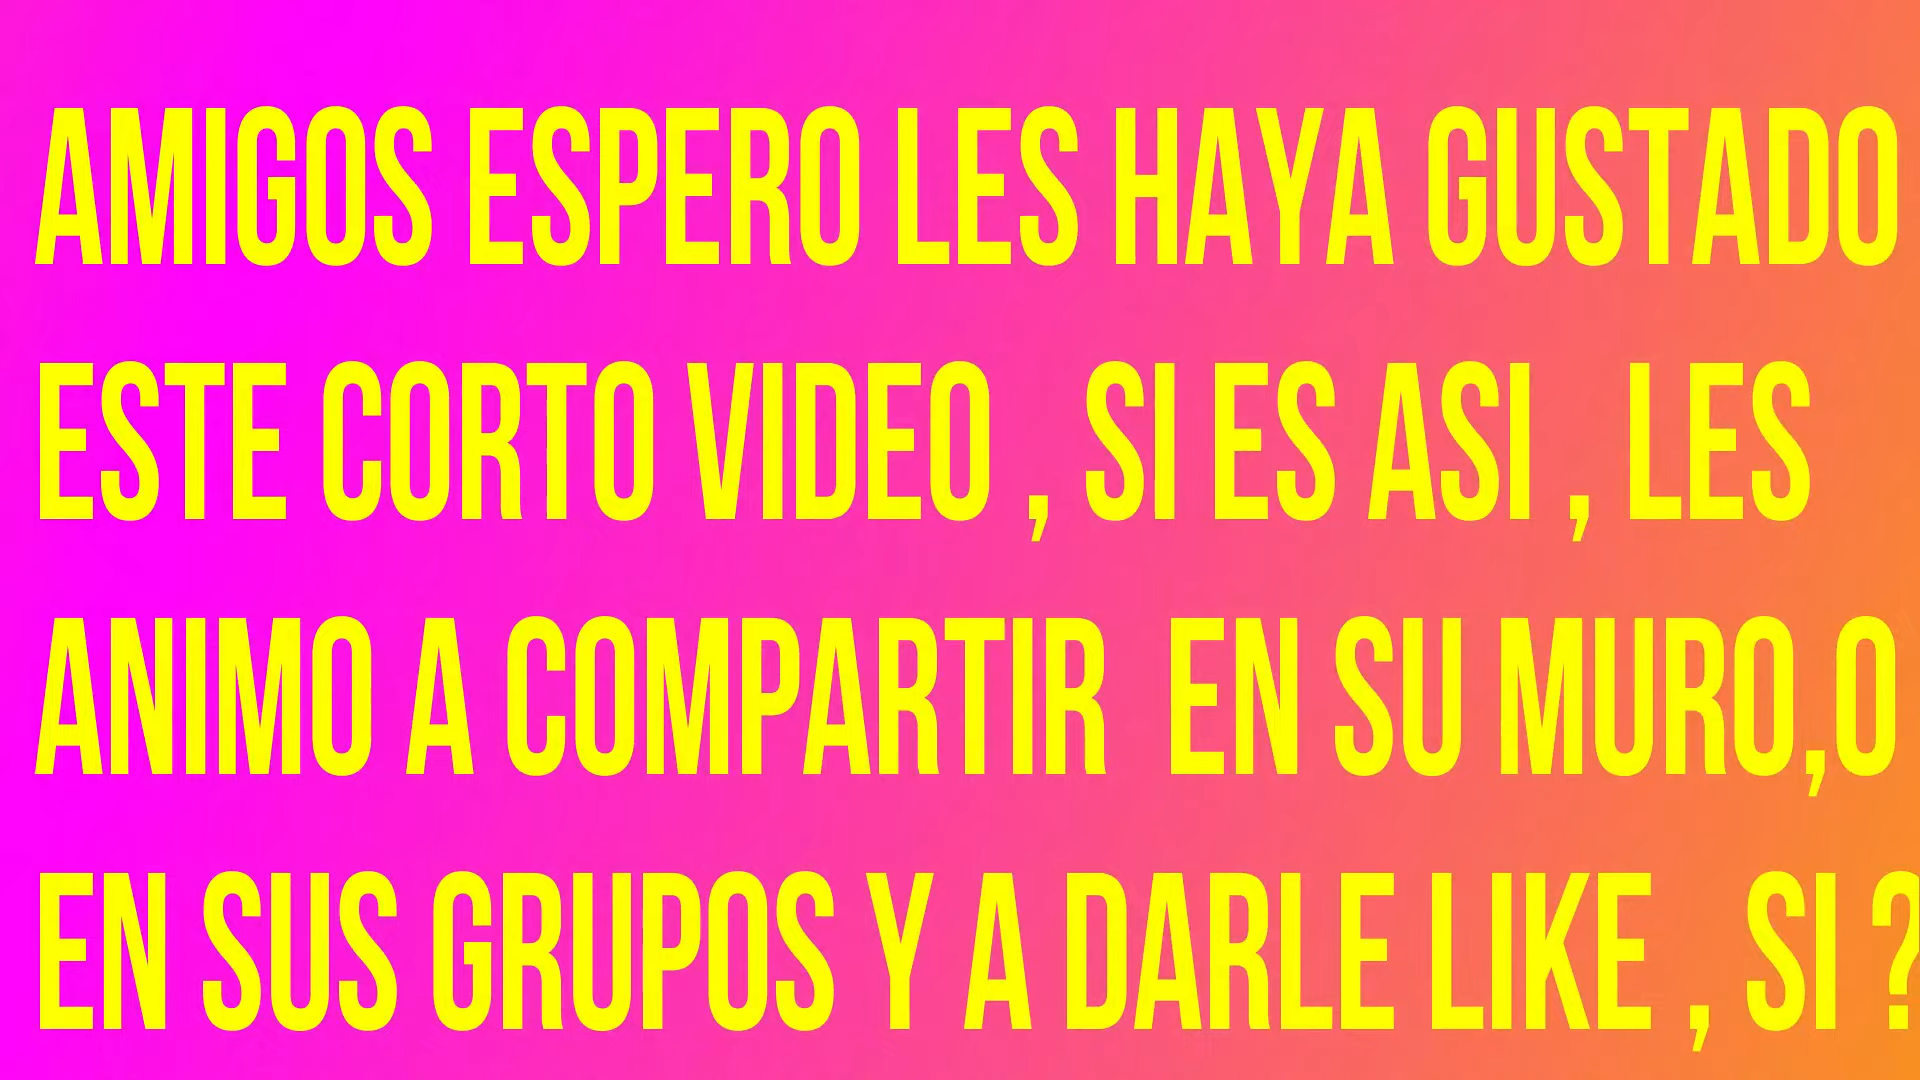 AMIGOS ESPERO LES HAYA GUSTADO
ESTE CORTO VIDEO , SI ES ASI , LES
ANIMO A COMPARTIR  EN SU MURO,O
EN SUS GRUPOS Y A DARLE LIKE , SI ?